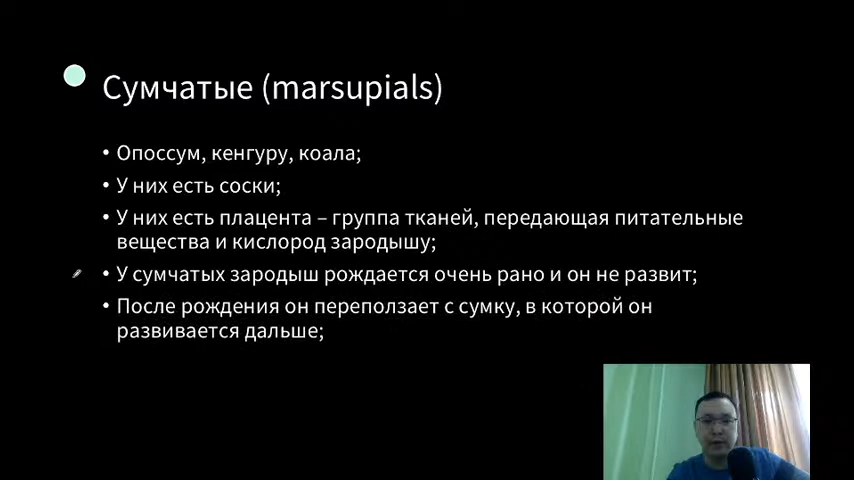 Сумчатые (marsupials)
• Опоссум, кенгуру, коала;
• У них есть соски;
• У них есть плацента – группа тканей, передающая питательные
вещества и кислород зародышу;
• У сумчатых зародыш рождается очень рано и он не развит;
• После рождения он переползает с сумку, в которой он
развивается дальше;